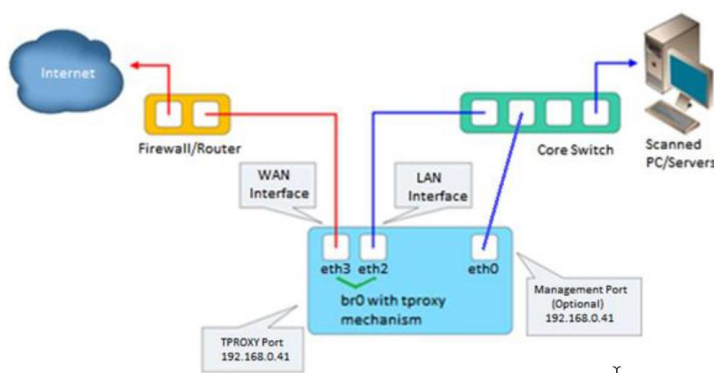 Internet
Firewall/Router
Core Switch
Scanned
PC/Servers
WAN
Interface
LAN
Interface
eth3
eth2
eth0
br0 with tproxy
mechanism
Management Port
(Optional)
192.168.0.41
TPROXY Port
192.168.0.41